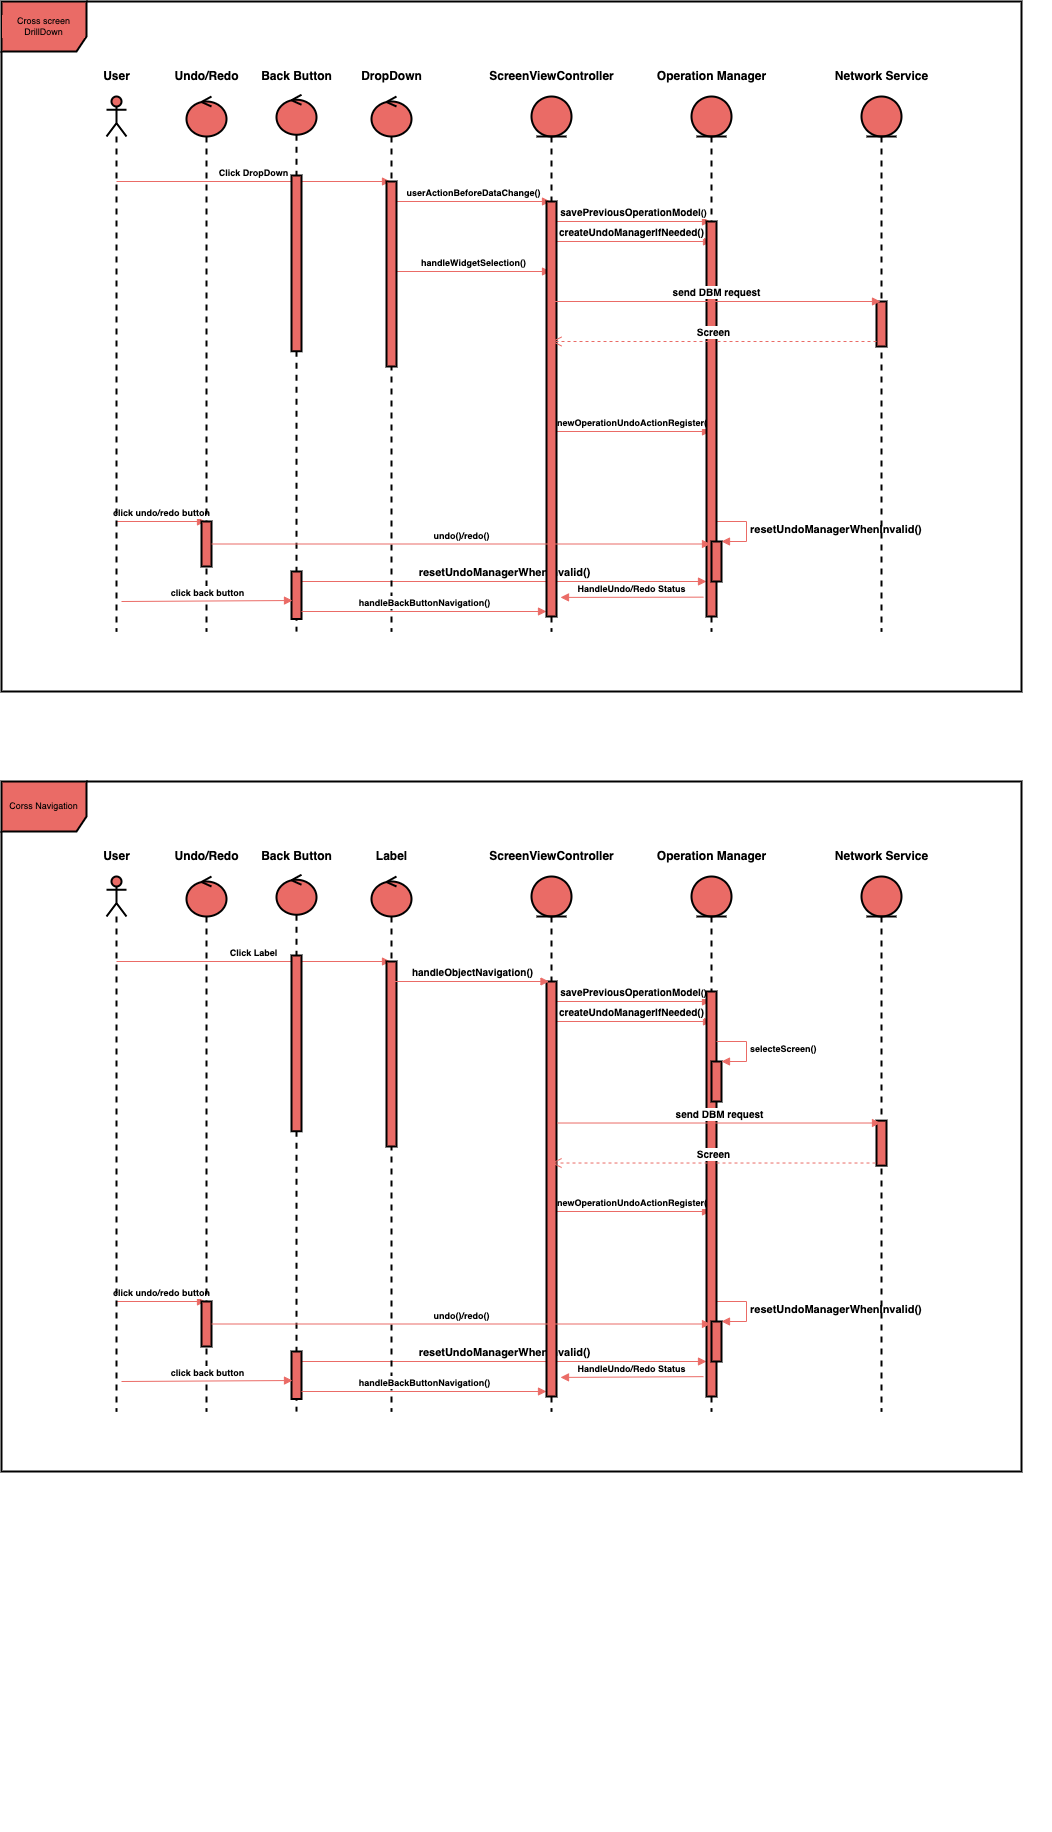 Cross screen
DrillDown
User
Undo/Redo
Back Button
DropDown
ScreenViewController
Operation Manager
Network Service
Click DropDown
userActionBeforeDataChange()
savePreviousOperationModel()
createUndoManagerIfNeeded()
handleWidgetSelection()
send DBM request
Screen
newOperationUndoActionRegister(
click undo/redo button
resetUndoManagerWhenInvalid()
undo()/redo()
resetUndoManagerWhenInvalid()
click back button
HandleUndo/Redo Status
handleBackButtonNavigation()
Corss Navigation
User
Undo/Redo
Back Button
Label
ScreenViewController
Operation Manager
Network Service
Click Label
handleObjectNavigation()
savePreviousOperationModel()
createUndoManagerIfNeeded()
selecteScreen()
send DBM request
Screen
newOperationUndoActionRegister(
click undo/redo button
resetUndoManagerWhenInvalid()
undo()/redo()
resetUndoManagerWhenInvalid()
click back button
HandleUndo/Redo Status
handleBackButtonNavigation()